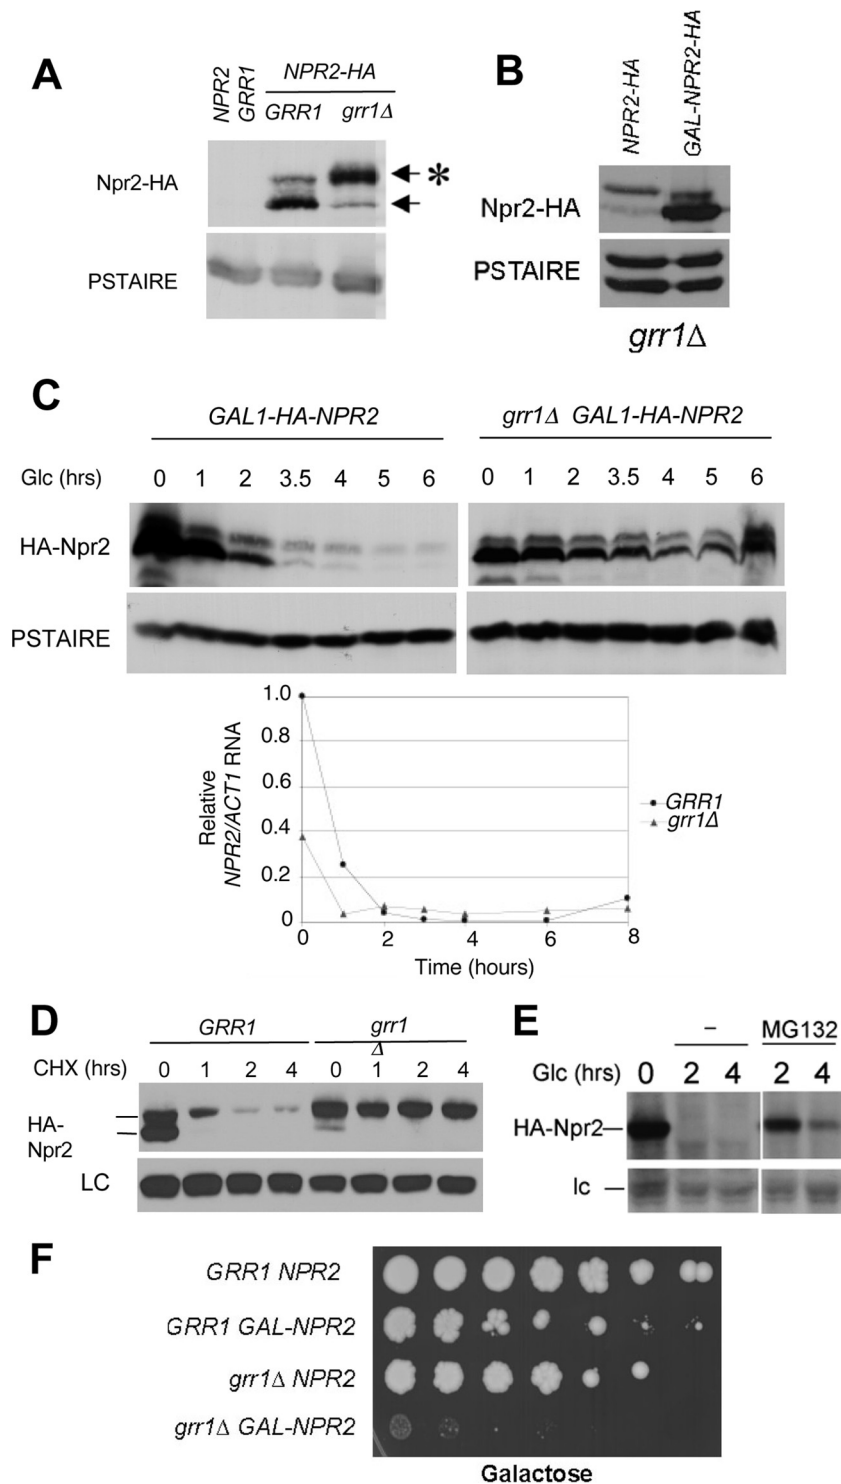 A
NPR2
GRR1
NPR2-HA
GRR1 grr1Δ
Npr2-HA
*
PSTAIRE
B
NPR2-HA
GAL-NPR2-HA
Npr2-HA
PSTAIRE
grr1Δ
C
GAL1-HA-NPR2 grr1Δ GAL1-HA-NPR2
Glc (hrs) 0 1 2 3.5 4 5 6 0 1 2 3.5 4 5 6
HA-Npr2
PSTAIRE
Relative
NPR2/ACT1 RNA
1.0
0.8
0.6
0.4
0.2
0
0 2 4 6 8
Time (hours)
GRR1
grr1Δ
D
GRR1 grr1
Δ
CHX (hrs) 0 1 2 4 0 1 2 4
HA-
Npr2
LC
E
– MG132
Glc (hrs) 0 2 4 2 4
HA-Npr2
lc
F
GRR1 NPR2
GRR1 GAL-NPR2
grr1Δ NPR2
grr1Δ GAL-NPR2
Galactose